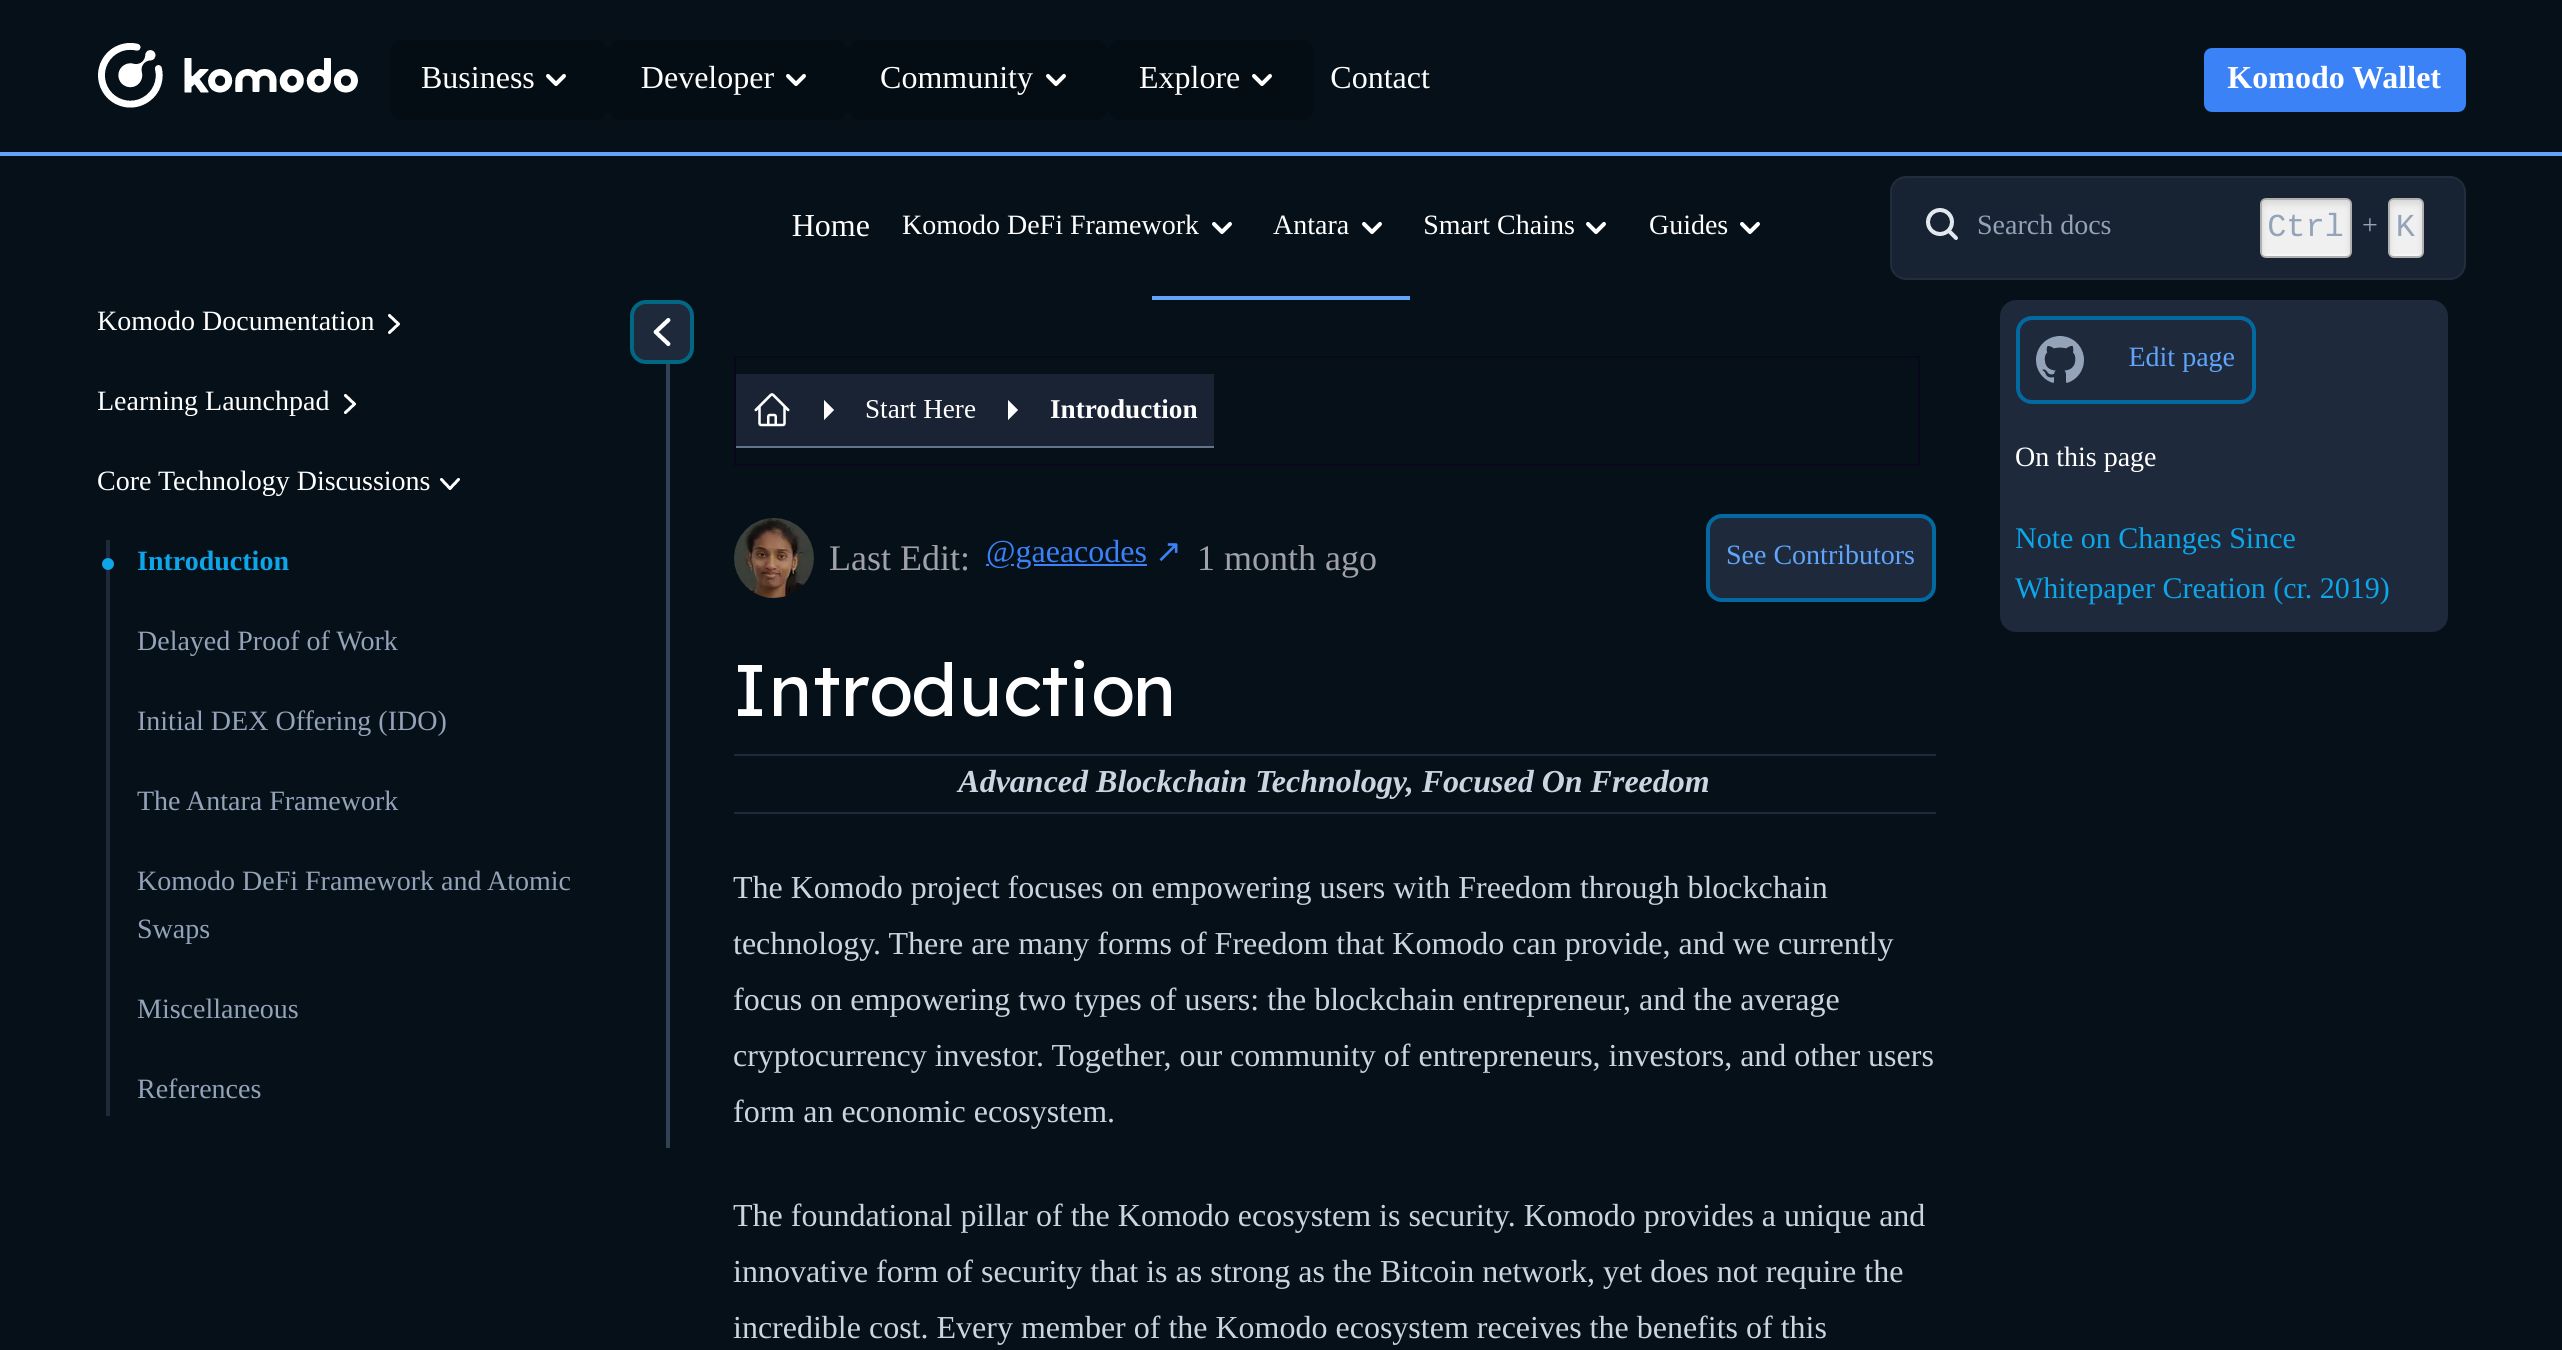 komodo
Business
Developer
Community
Explore
Contact
Komodo Wallet
Home
Komodo DeFi Framework
Antara
Smart Chains
Guides
Search docs
Ctrl + K
Komodo Documentation
Learning Launchpad
Core Technology Discussions
Introduction
Delayed Proof of Work
Initial DEX Offering (IDO)
The Antara Framework
Komodo DeFi Framework and Atomic
Swaps
Miscellaneous
References
Start Here
Introduction
Last Edit: @gaeacodes ↗ 1 month ago
See Contributors
Introduction
Advanced Blockchain Technology, Focused On Freedom
The Komodo project focuses on empowering users with Freedom through blockchain
technology. There are many forms of Freedom that Komodo can provide, and we currently
focus on empowering two types of users: the blockchain entrepreneur, and the average
cryptocurrency investor. Together, our community of entrepreneurs, investors, and other users
form an economic ecosystem.
The foundational pillar of the Komodo ecosystem is security. Komodo provides a unique and
innovative form of security that is as strong as the Bitcoin network, yet does not require the
incredible cost. Every member of the Komodo ecosystem receives the benefits of this
Edit page
On this page
Note on Changes Since
Whitepaper Creation (cr. 2019)